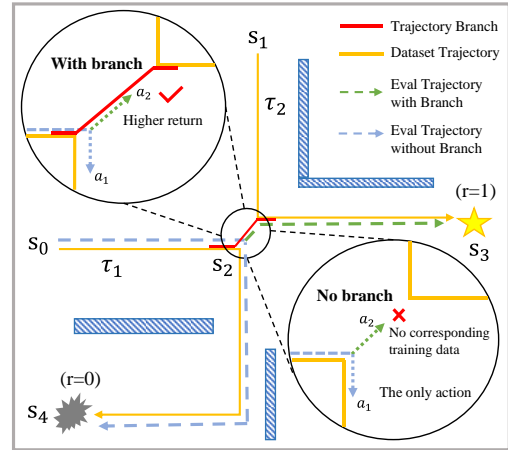 S₁
Trajectory Branch
Dataset Trajectory
Eval Trajectory
with Branch
Eval Trajectory
without Branch
With branch
a₂
Higher return
a₁
τ₂
(r=1)
S₀
τ₁
S₂
S₃
No branch
a₂
No corresponding
training data
The only action
a₁
(r=0)
S₄